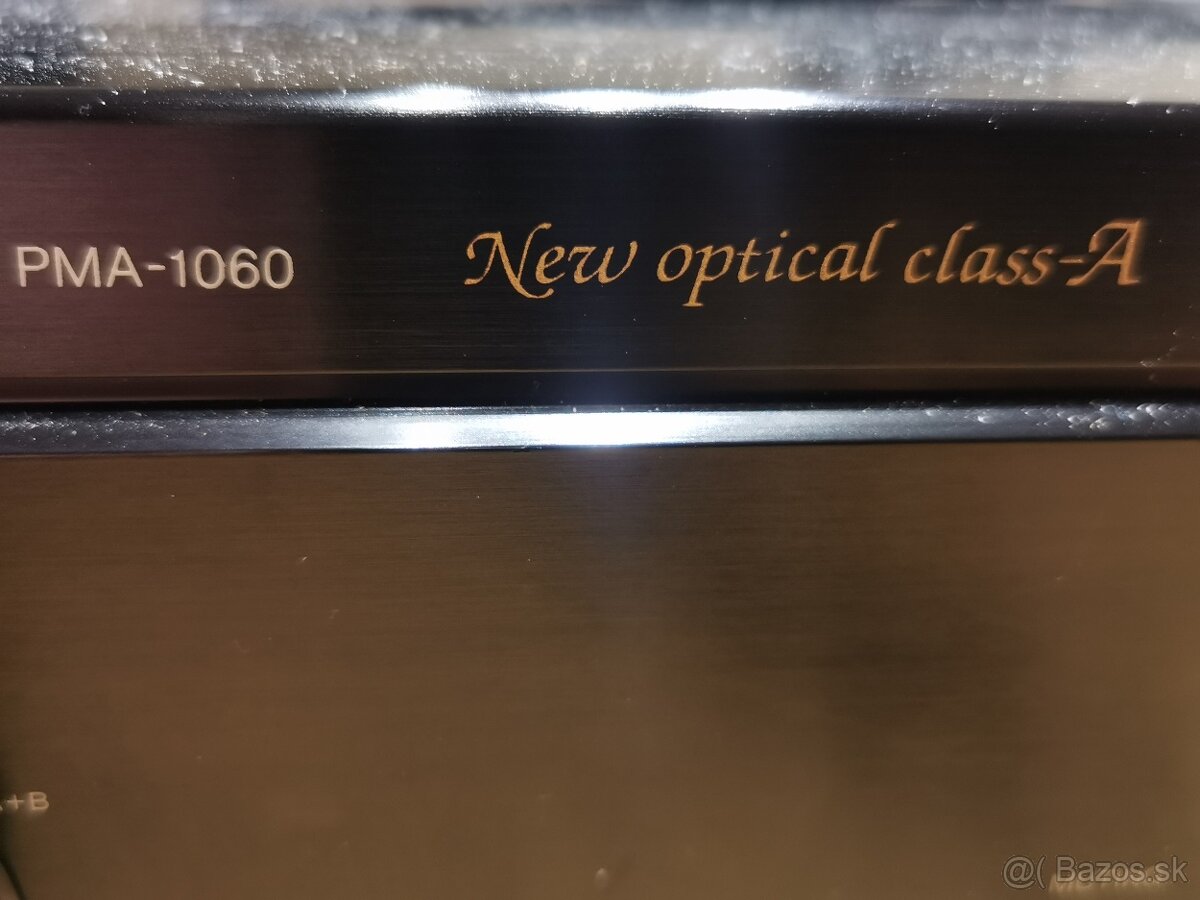 PMA-1060 New optical class-A
+B
@( Bazos.sk